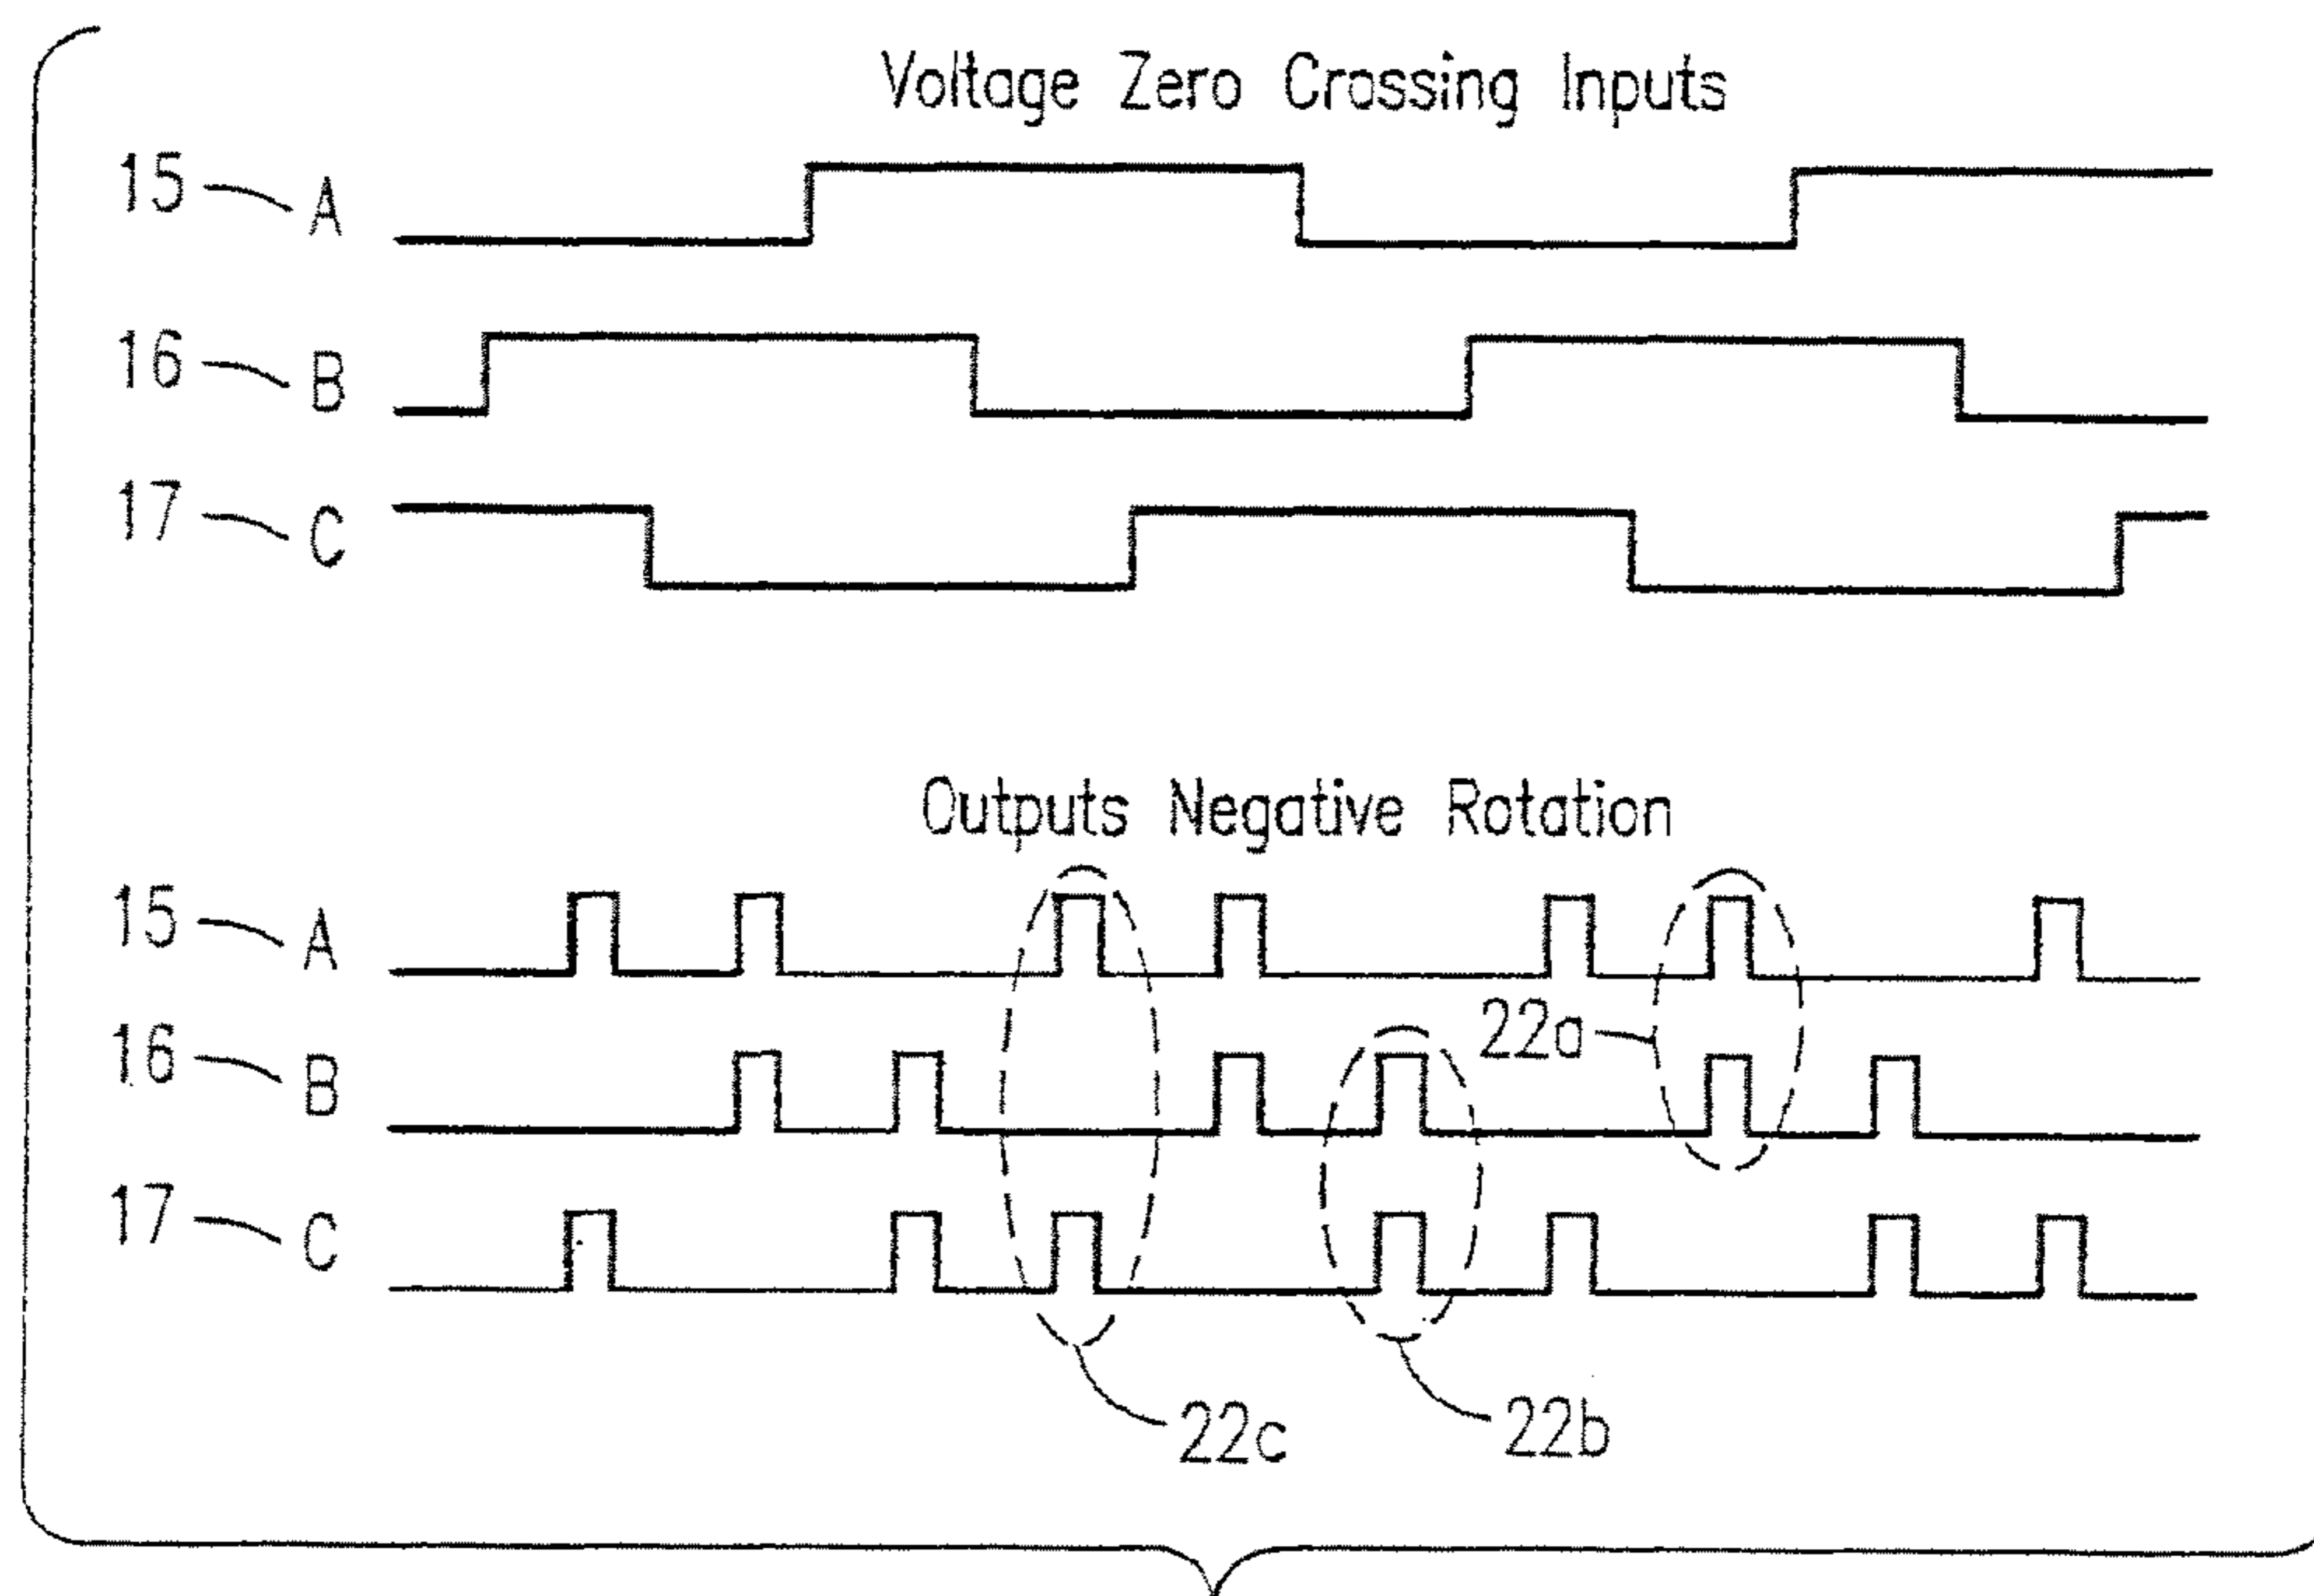 Voltage Zero Crossing Inputs
15 A
16 B
17 C
Outputs Negative Rotation
15 A
22a
16 B
17 C
22c
22b